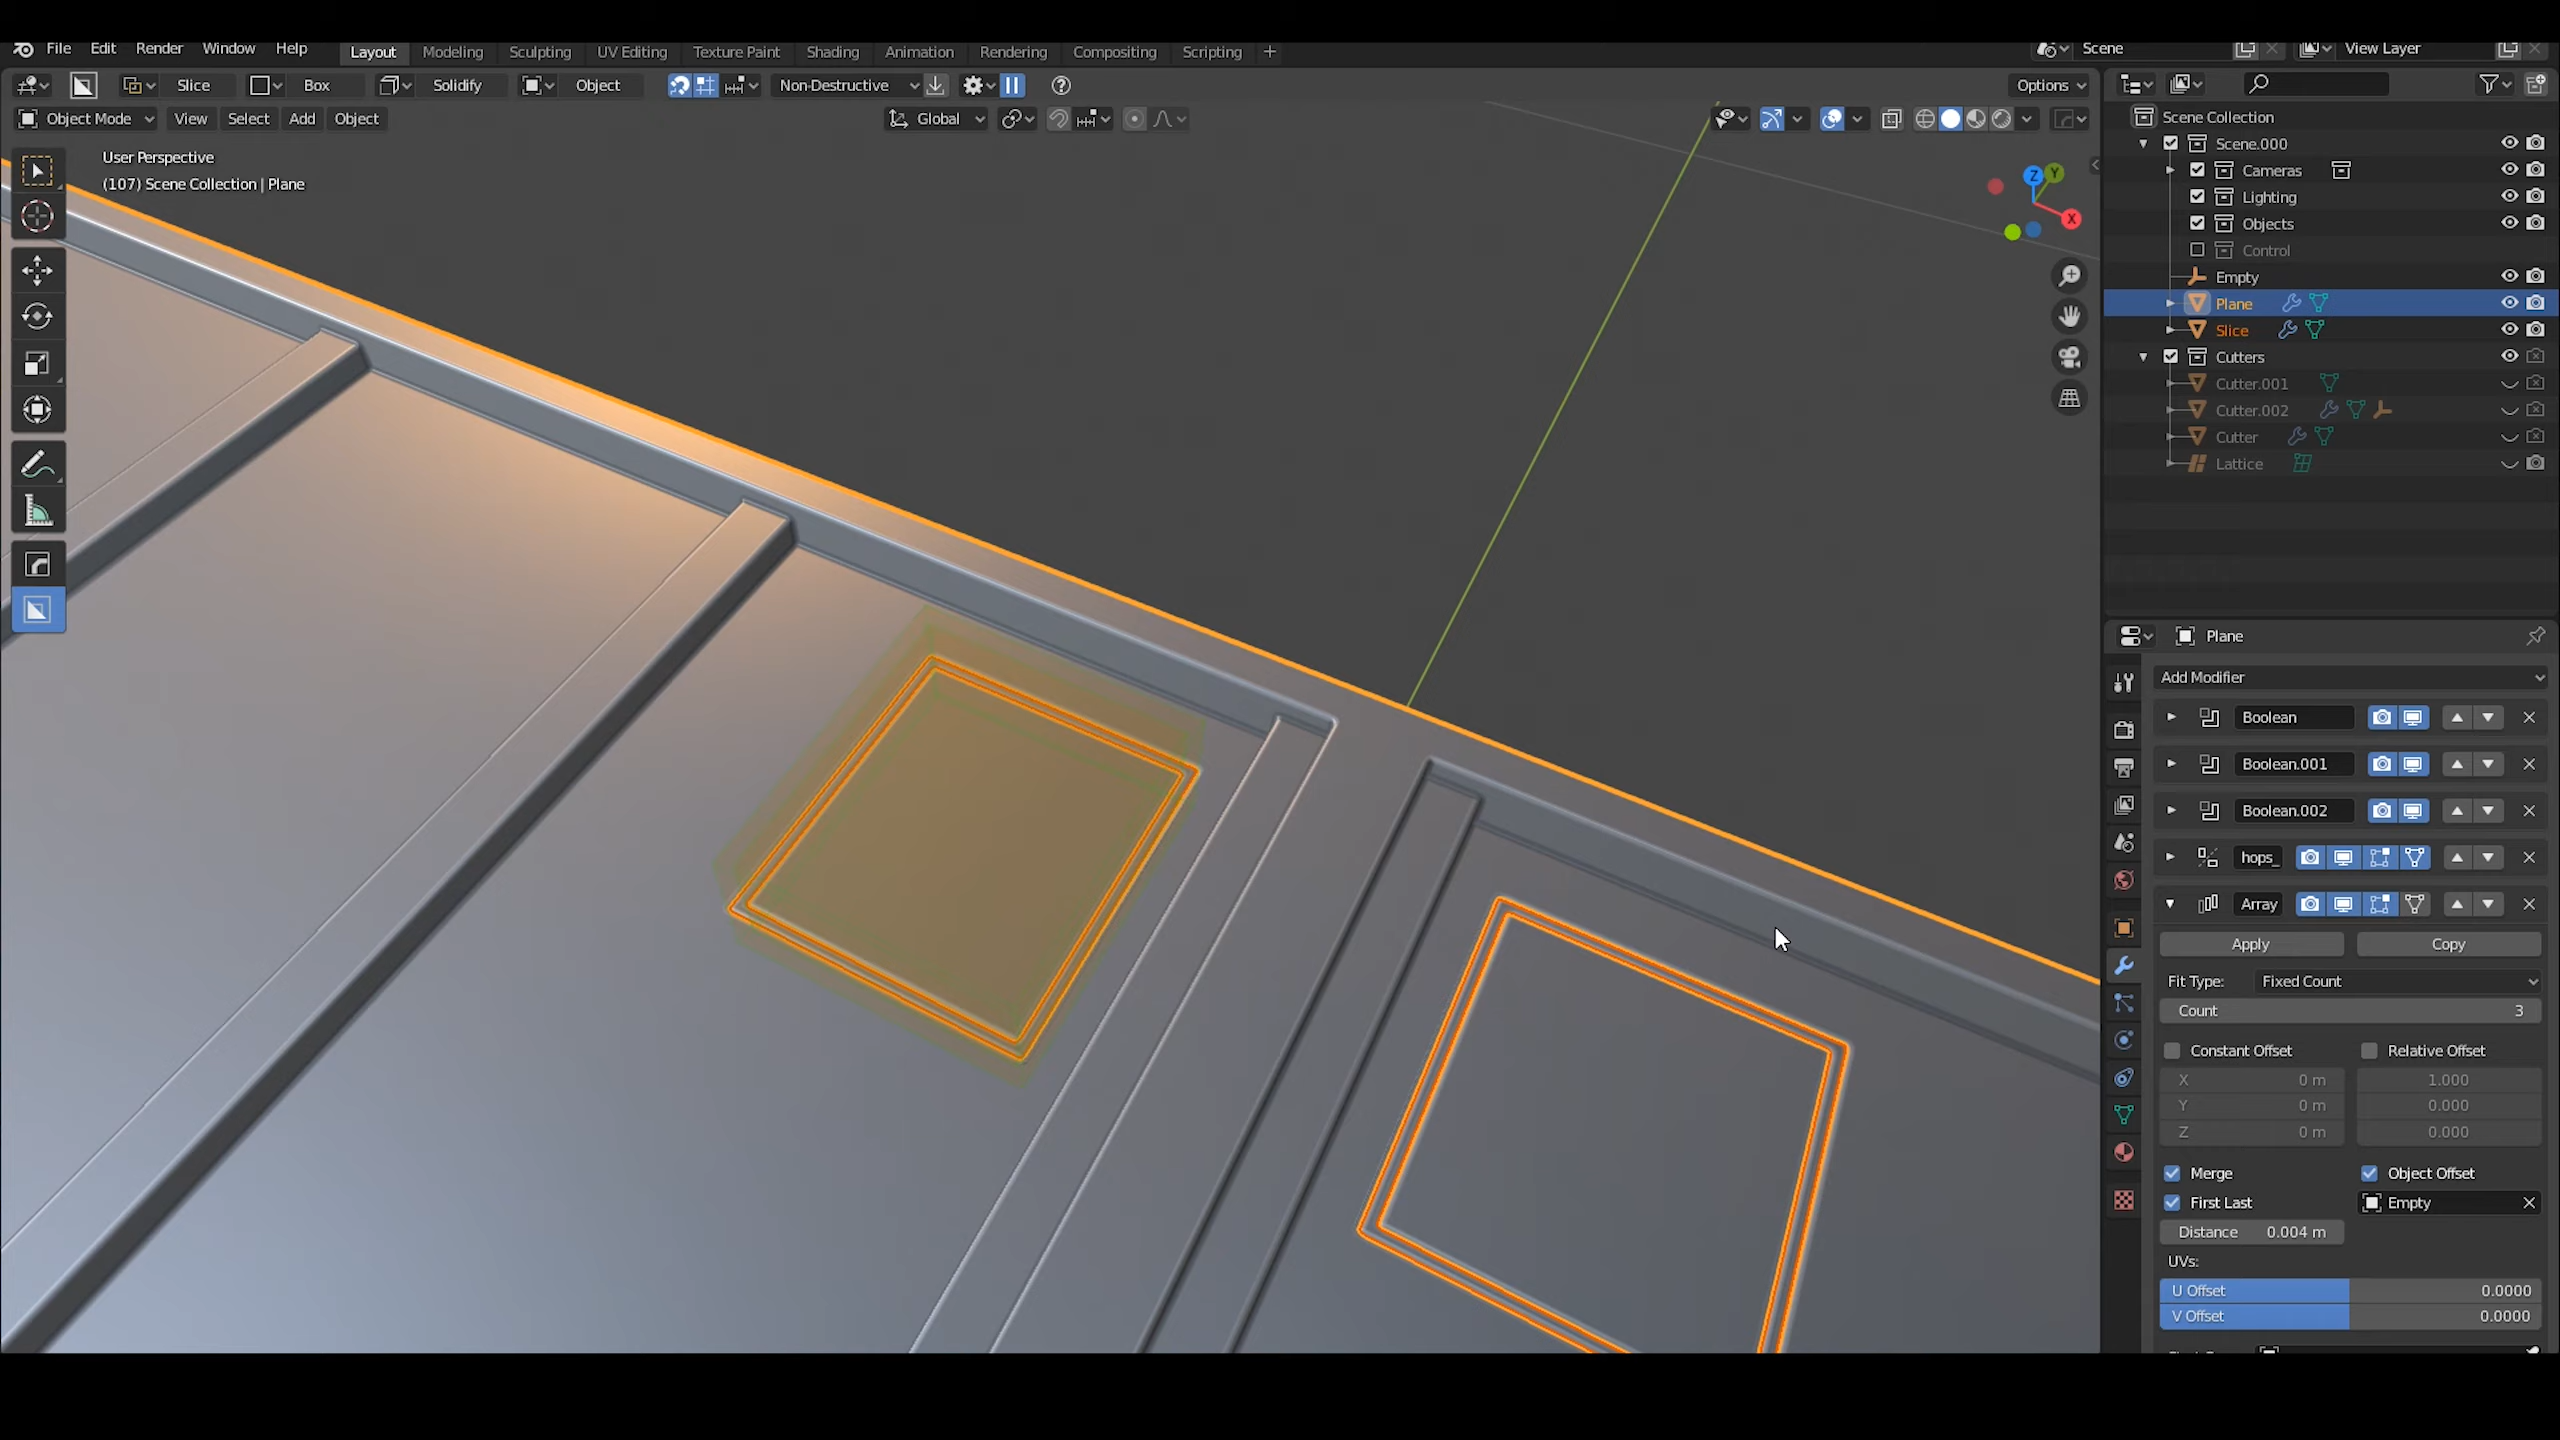 File Edit Render Window Help Layout Modeling Sculpting UV Editing Texture Paint Shading Animation Rendering Compositing Scripting + Scene View Layer
Slice Box Solidify Object Non-Destructive Options
Object Mode View Select Add Object Global
User Perspective
(107) Scene Collection | Plane
Z Y
X
Scene Collection
Scene.000
Cameras
Lighting
Objects
Control
Empty
Plane
Slice
Cutters
Cutter.001
Cutter.002
Cutter
Lattice
Plane
Add Modifier
Boolean
Boolean.001
Boolean.002
hops_
Array
Apply Copy
Fit Type: Fixed Count
Count 3
Constant Offset Relative Offset
X 0 m 1.000
Y 0 m 0.000
Z 0 m 0.000
Merge Object Offset
First Last Empty
Distance 0.004 m
UVs:
U Offset 0.0000
V Offset 0.0000